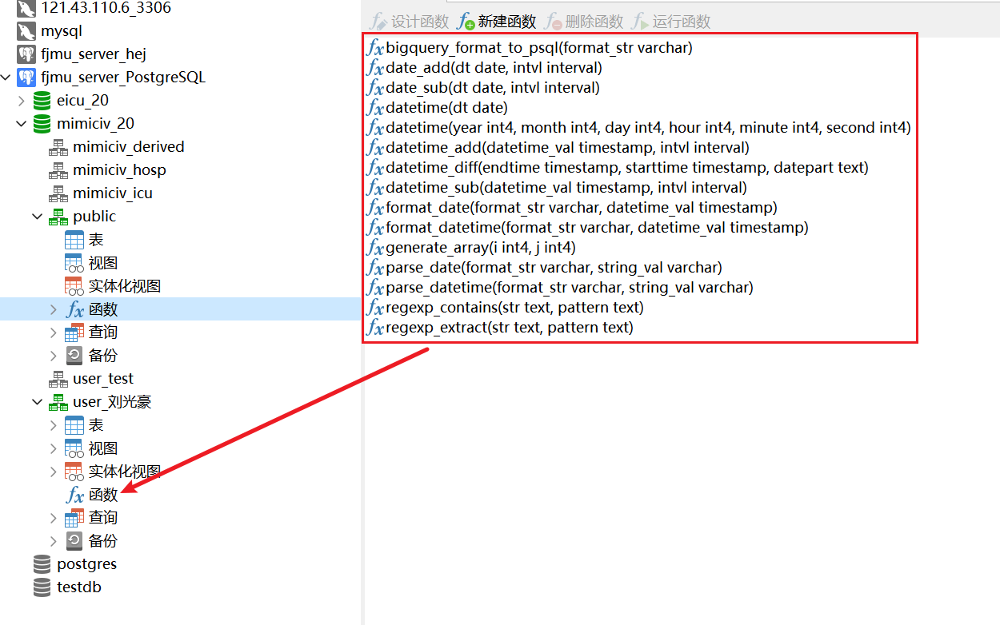 121.43.110.6_3306
mysql
fjmu_server_hej
fjmu_server_PostgreSQL
eicu_20
mimiciv_20
mimiciv_derived
mimiciv_hosp
mimiciv_icu
public
表
视图
实体化视图
函数
查询
备份
user_test
user_刘光豪
表
视图
实体化视图
函数
查询
备份
postgres
testdb
设计函数 新建函数 删除函数 运行函数
bigquery_format_to_psql(format_str varchar)
date_add(dt date, intvl interval)
date_sub(dt date, intvl interval)
datetime(dt date)
datetime(year int4, month int4, day int4, hour int4, minute int4, second int4)
datetime_add(datetime_val timestamp, intvl interval)
datetime_diff(endtime timestamp, starttime timestamp, datepart text)
datetime_sub(datetime_val timestamp, intvl interval)
format_date(format_str varchar, datetime_val timestamp)
format_datetime(format_str varchar, datetime_val timestamp)
generate_array(i int4, j int4)
parse_date(format_str varchar, string_val varchar)
parse_datetime(format_str varchar, string_val varchar)
regexp_contains(str text, pattern text)
regexp_extract(str text, pattern text)